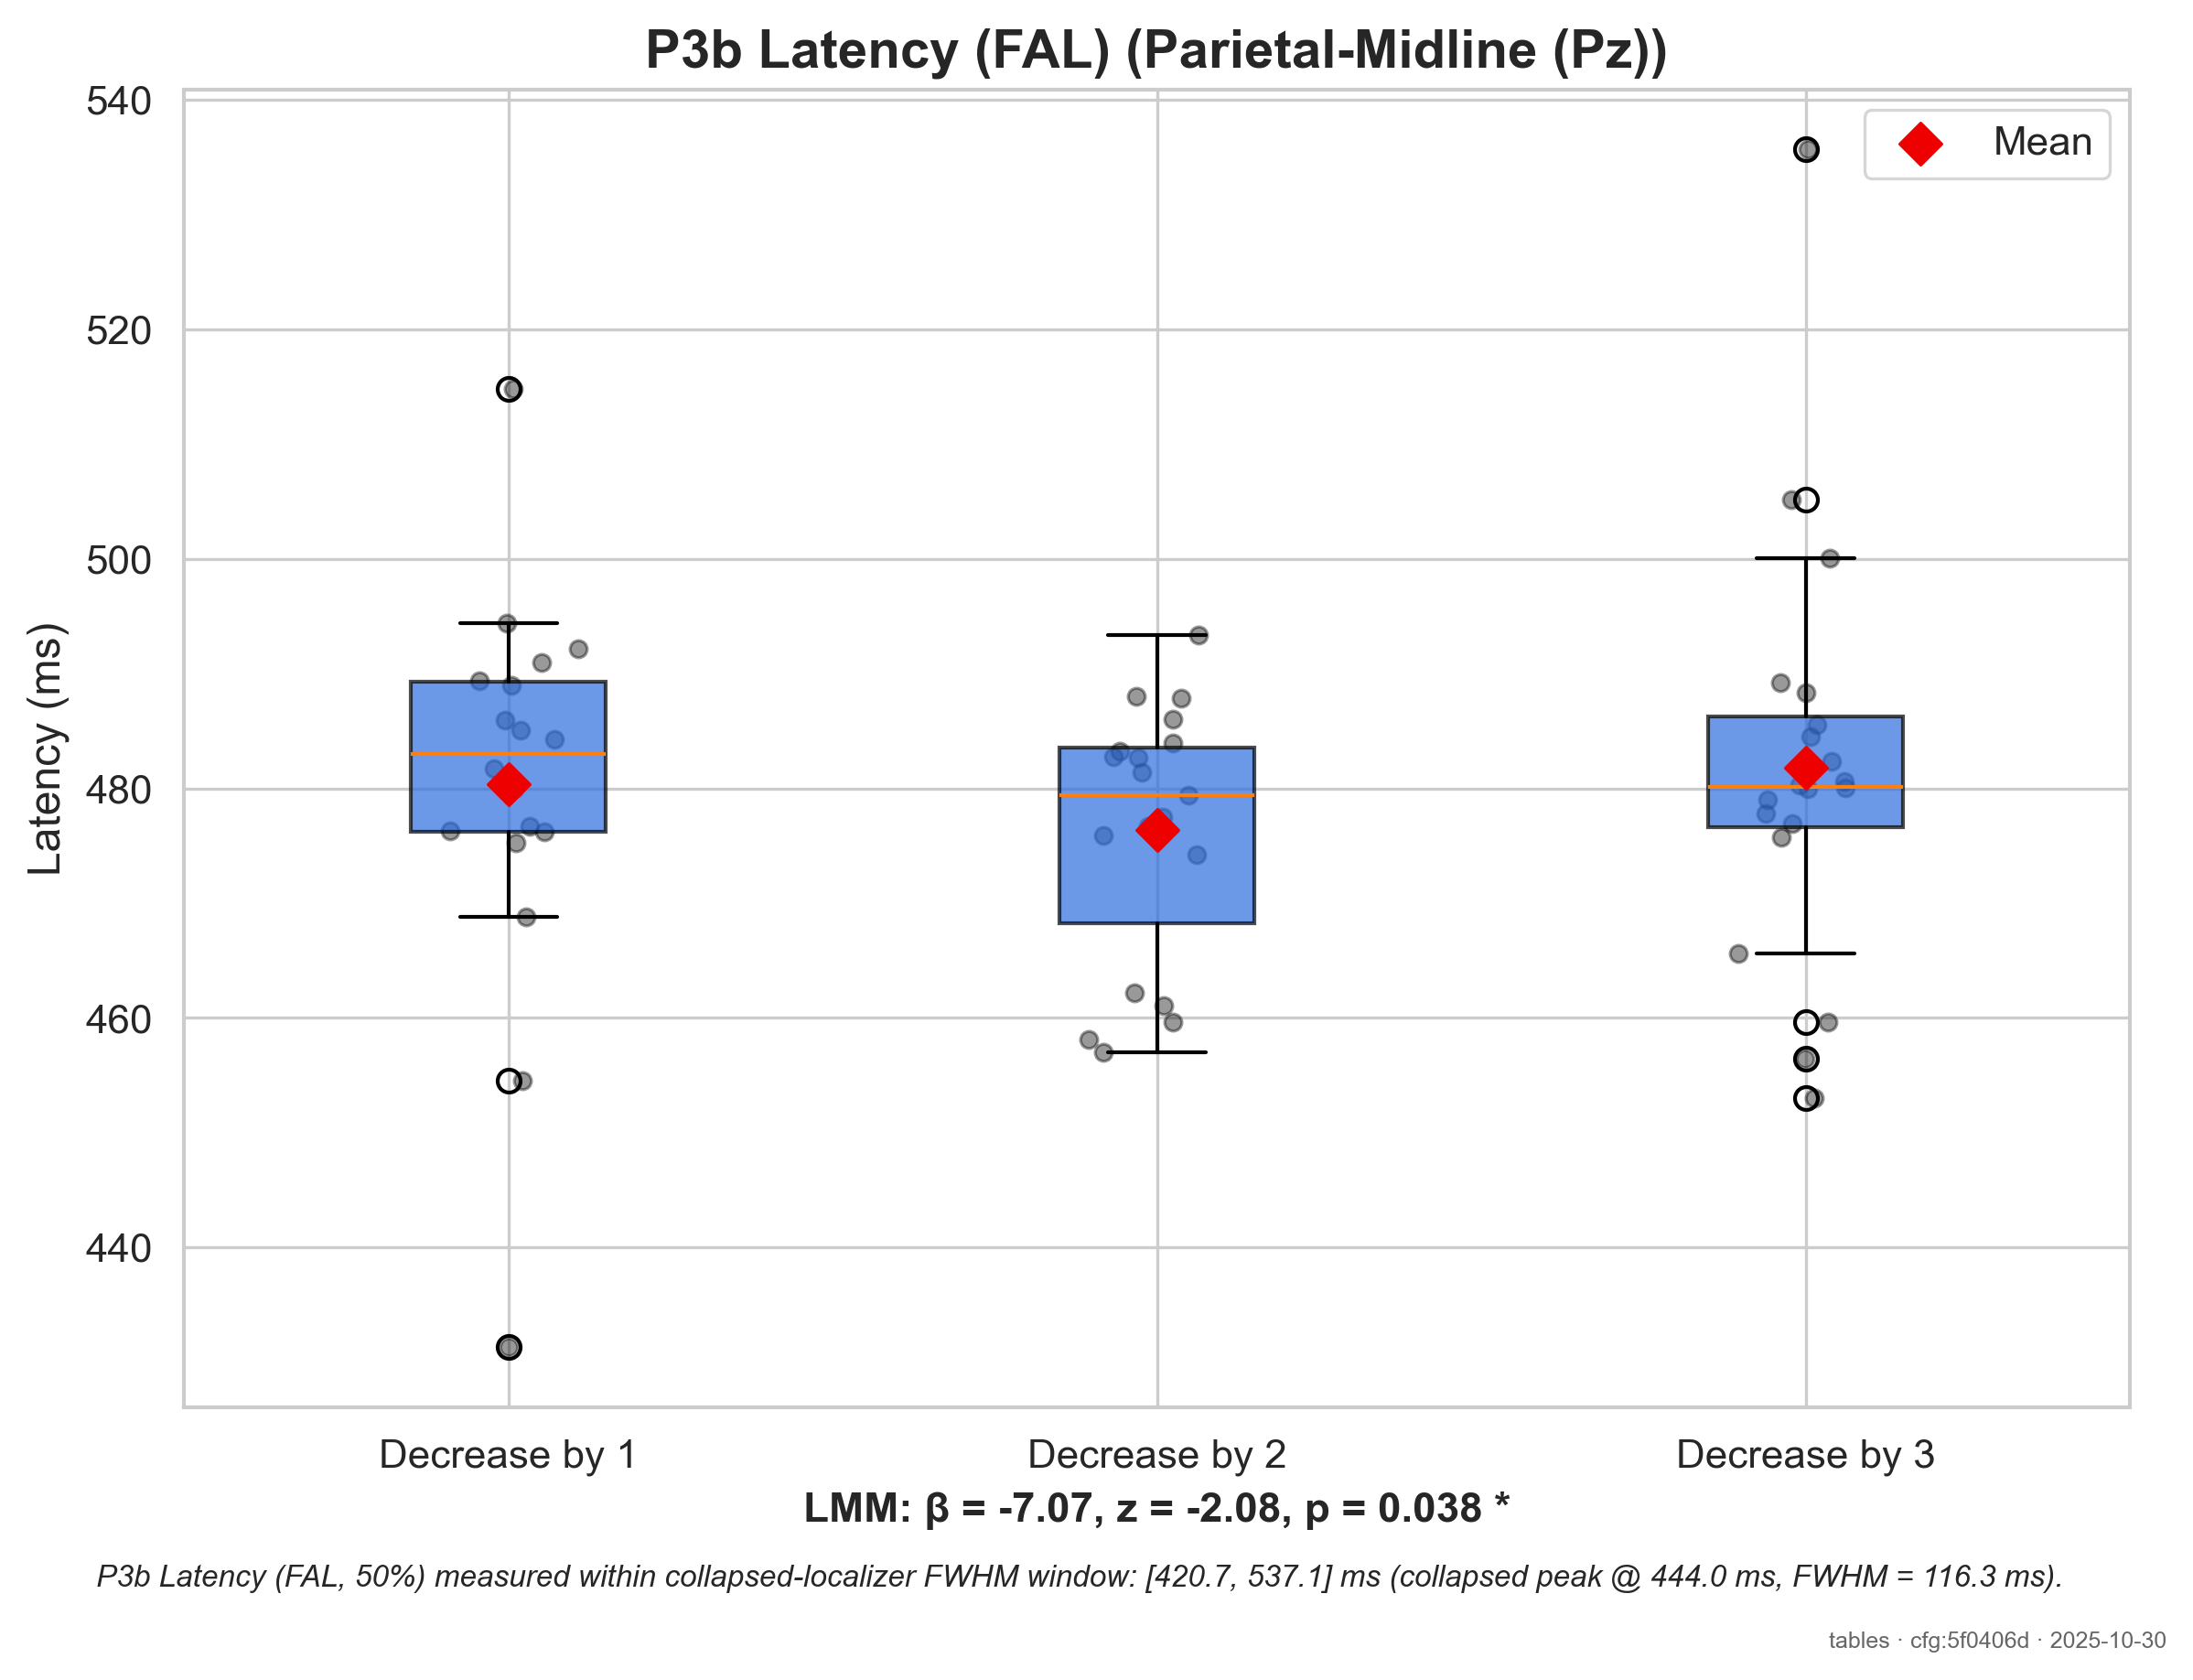 P3b Latency (FAL) (Parietal-Midline (Pz))
Mean
540
520
500
480
460
440
Latency (ms)
Decrease by 1
Decrease by 2
Decrease by 3
LMM: β = -7.07, z = -2.08, p = 0.038 *
P3b Latency (FAL, 50%) measured within collapsed-localizer FWHM window: [420.7, 537.1] ms (collapsed peak @ 444.0 ms, FWHM = 116.3 ms).
tables · cfg:5f0406d · 2025-10-30